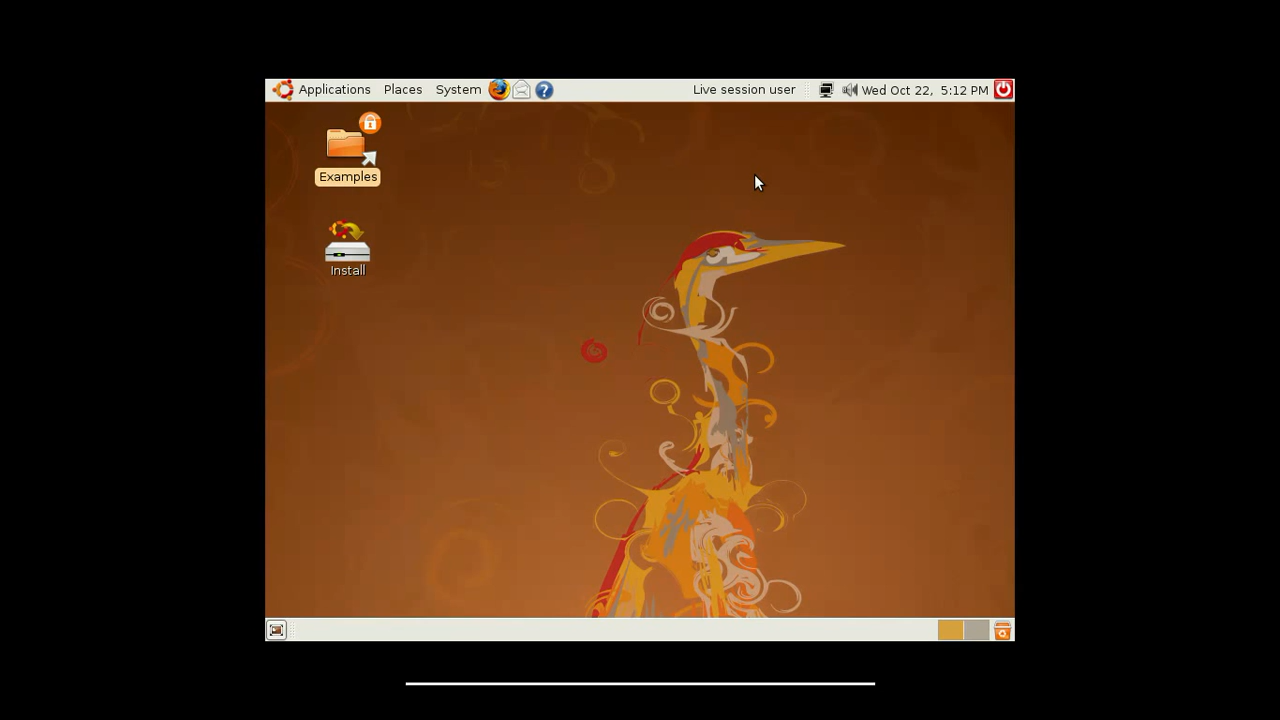 Applications Places System Live session user Wed Oct 22, 5:12 PM
Examples
Install